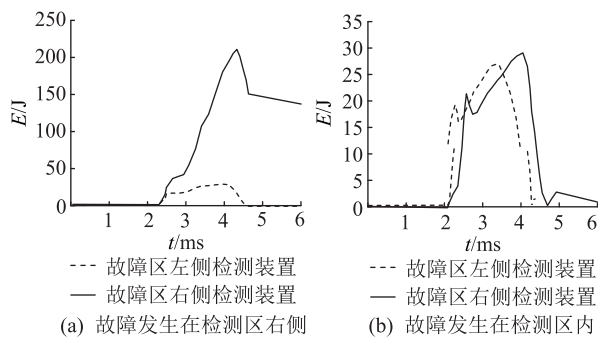 250
200
150
100
50
0
E/J
1 2 3 4 5 6
t/ms
---- 故障区左侧检测装置
—— 故障区右侧检测装置
(a) 故障发生在检测区右侧
35
30
25
20
15
10
5
0
E/J
1 2 3 4 5 6
t/ms
---- 故障区左侧检测装置
—— 故障区右侧检测装置
(b) 故障发生在检测区内